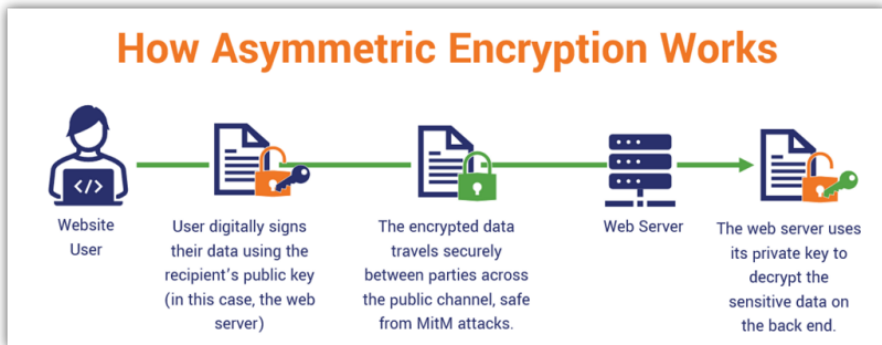 How Asymmetric Encryption Works
</>
Website
User
User digitally signs
their data using the
recipient's public key
(in this case, the web
server)
The encrypted data
travels securely
between parties across
the public channel, safe
from MitM attacks.
Web Server
The web server uses
its private key to
decrypt the
sensitive data on
the back end.